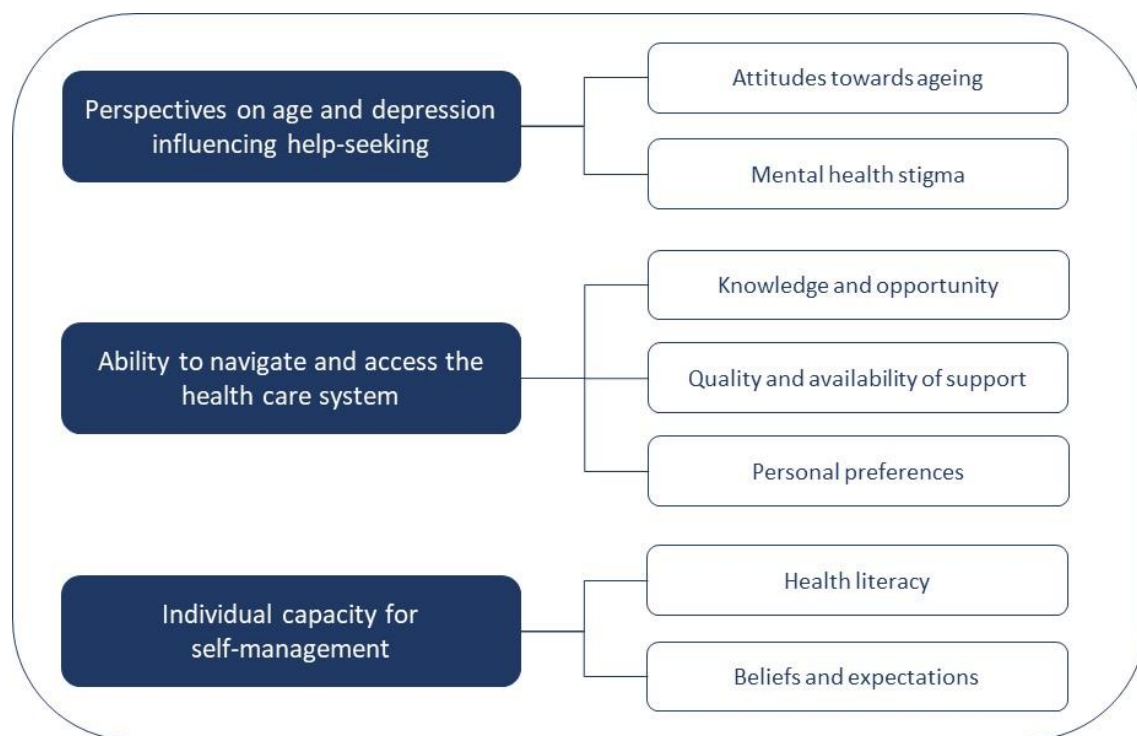 Perspectives on age and depression
influencing help-seeking
Attitudes towards ageing
Mental health stigma
Ability to navigate and access the
health care system
Knowledge and opportunity
Quality and availability of support
Personal preferences
Individual capacity for
self-management
Health literacy
Beliefs and expectations